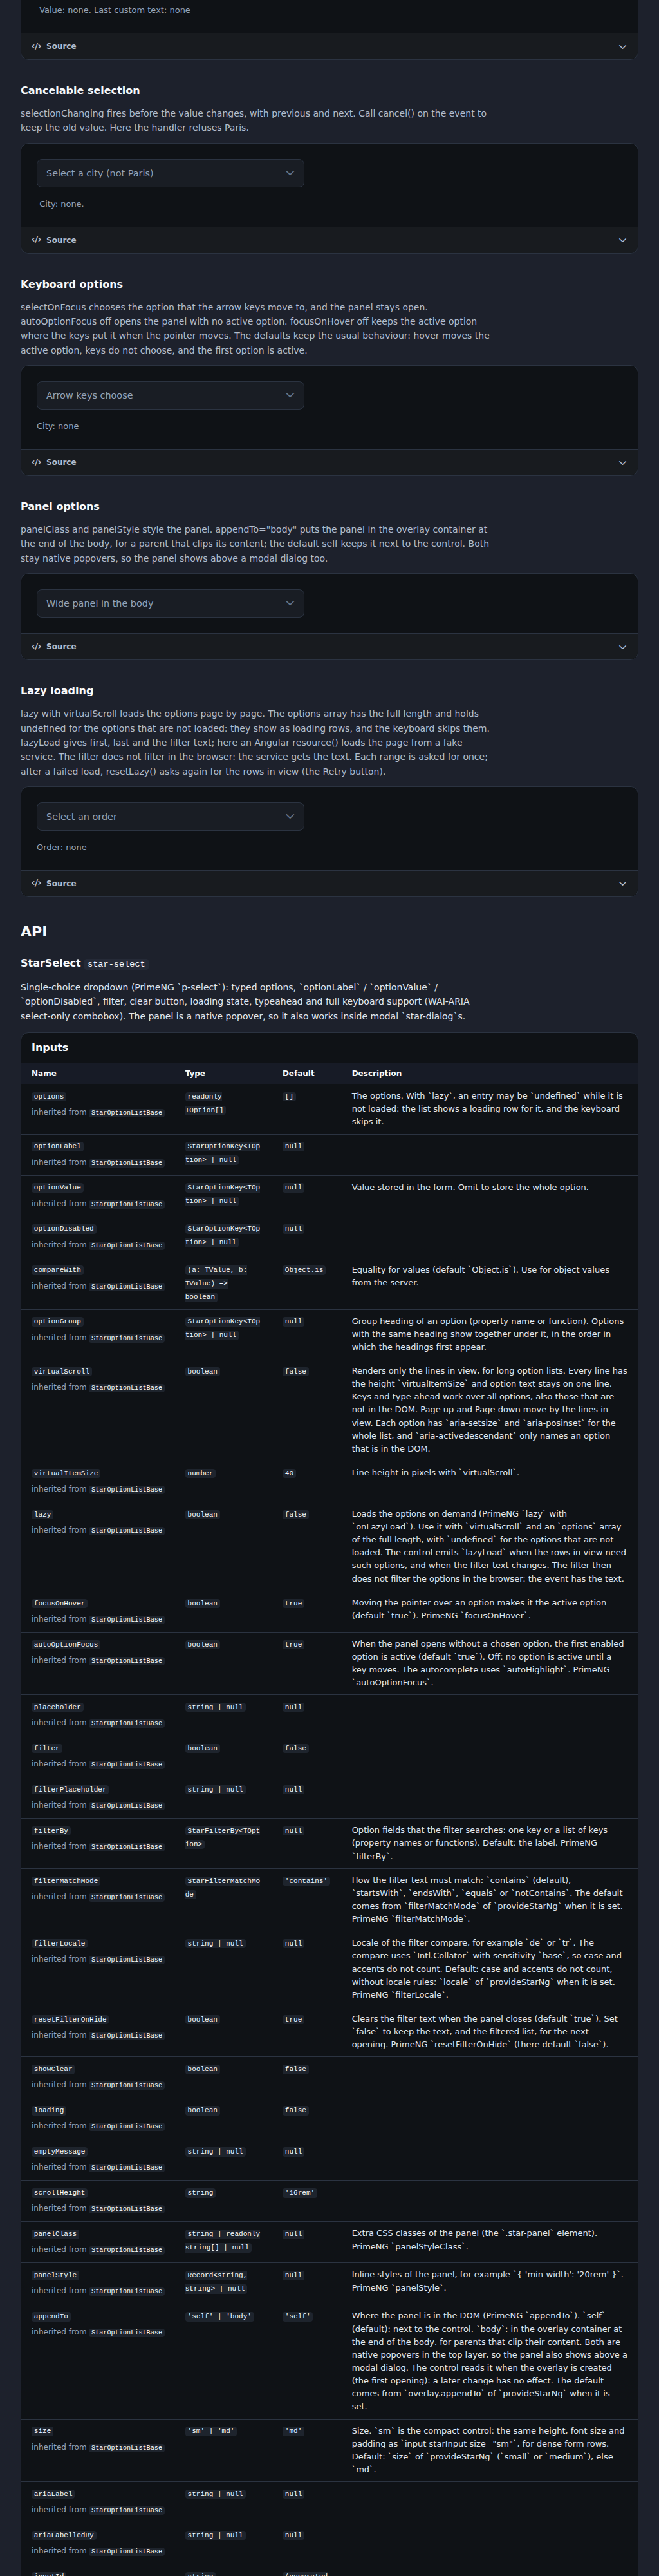 Value: none. Last custom text: none
Source
Cancelable selection
selectionChanging fires before the value changes, with previous and next. Call cancel() on the event to
keep the old value. Here the handler refuses Paris.
Select a city (not Paris)
City: none.
Source
Keyboard options
selectOnFocus chooses the option that the arrow keys move to, and the panel stays open.
autoOptionFocus off opens the panel with no active option. focusOnHover off keeps the active option
where the keys put it when the pointer moves. The defaults keep the usual behaviour: hover moves the
active option, keys do not choose, and the first option is active.
Arrow keys choose
City: none
Source
Panel options
panelClass and panelStyle style the panel. appendTo="body" puts the panel in the overlay container at
the end of the body, for a parent that clips its content; the default self keeps it next to the control. Both
stay native popovers, so the panel shows above a modal dialog too.
Wide panel in the body
Source
Lazy loading
lazy with virtualScroll loads the options page by page. The options array has the full length and holds
undefined for the options that are not loaded: they show as loading rows, and the keyboard skips them.
lazyLoad gives first, last and the filter text; here an Angular resource() loads the page from a fake
service. The filter does not filter in the browser: the service gets the text. Each range is asked for once;
after a failed load, resetLazy() asks again for the rows in view (the Retry button).
Select an order
Order: none
Source
API
StarSelect star-select
Single-choice dropdown (PrimeNG `p-select`): typed options, `optionLabel` / `optionValue` /
`optionDisabled`, filter, clear button, loading state, typeahead and full keyboard support (WAI-ARIA
select-only combobox). The panel is a native popover, so it also works inside modal `star-dialog`s.
Inputs
Name Type Default Description
options readonly [] The options. With `lazy`, an entry may be `undefined` while it is
inherited from StarOptionListBase TOption[] not loaded: the list shows a loading row for it, and the keyboard
skips it.
optionLabel StarOptionKey<TOp null
inherited from StarOptionListBase tion> | null
optionValue StarOptionKey<TOp null Value stored in the form. Omit to store the whole option.
inherited from StarOptionListBase tion> | null
optionDisabled StarOptionKey<TOp null
inherited from StarOptionListBase tion> | null
compareWith (a: TValue, b: Object.is Equality for values (default `Object.is`). Use for object values
inherited from StarOptionListBase TValue) => from the server.
boolean
optionGroup StarOptionKey<TOp null Group heading of an option (property name or function). Options
inherited from StarOptionListBase tion> | null with the same heading show together under it, in the order in
which the headings first appear.
virtualScroll boolean false Renders only the lines in view, for long option lists. Every line has
inherited from StarOptionListBase the height `virtualItemSize` and option text stays on one line.
Keys and type-ahead work over all options, also those that are
not in the DOM. Page up and Page down move by the lines in
view. Each option has `aria-setsize` and `aria-posinset` for the
whole list, and `aria-activedescendant` only names an option
that is in the DOM.
virtualItemSize number 40 Line height in pixels with `virtualScroll`.
inherited from StarOptionListBase
lazy boolean false Loads the options on demand (PrimeNG `lazy` with
inherited from StarOptionListBase `onLazyLoad`). Use it with `virtualScroll` and an `options` array
of the full length, with `undefined` for the options that are not
loaded. The control emits `lazyLoad` when the rows in view need
such options, and when the filter text changes. The filter then
does not filter the options in the browser: the event has the text.
focusOnHover boolean true Moving the pointer over an option makes it the active option
inherited from StarOptionListBase (default `true`). PrimeNG `focusOnHover`.
autoOptionFocus boolean true When the panel opens without a chosen option, the first enabled
inherited from StarOptionListBase option is active (default `true`). Off: no option is active until a
key moves. The autocomplete uses `autoHighlight`. PrimeNG
`autoOptionFocus`.
placeholder string | null null
inherited from StarOptionListBase
filter boolean false
inherited from StarOptionListBase
filterPlaceholder string | null null
inherited from StarOptionListBase
filterBy StarFilterBy<TOpt null Option fields that the filter searches: one key or a list of keys
inherited from StarOptionListBase ion> (property names or functions). Default: the label. PrimeNG
`filterBy`.
filterMatchMode StarFilterMatchMo 'contains' How the filter text must match: `contains` (default),
inherited from StarOptionListBase de `startsWith`, `endsWith`, `equals` or `notContains`. The default
comes from `filterMatchMode` of `provideStarNg` when it is set.
PrimeNG `filterMatchMode`.
filterLocale string | null null Locale of the filter compare, for example `de` or `tr`. The
inherited from StarOptionListBase compare uses `Intl.Collator` with sensitivity `base`, so case and
accents do not count. Default: case and accents do not count,
without locale rules; `locale` of `provideStarNg` when it is set.
PrimeNG `filterLocale`.
resetFilterOnHide boolean true Clears the filter text when the panel closes (default `true`). Set
inherited from StarOptionListBase `false` to keep the text, and the filtered list, for the next
opening. PrimeNG `resetFilterOnHide` (there default `false`).
showClear boolean false
inherited from StarOptionListBase
loading boolean false
inherited from StarOptionListBase
emptyMessage string | null null
inherited from StarOptionListBase
scrollHeight string '16rem'
inherited from StarOptionListBase
panelClass string | readonly null Extra CSS classes of the panel (the `.star-panel` element).
inherited from StarOptionListBase string[] | null PrimeNG `panelStyleClass`.
panelStyle Record<string, null Inline styles of the panel, for example `{ 'min-width': '20rem' }`.
inherited from StarOptionListBase string> | null PrimeNG `panelStyle`.
appendTo 'self' | 'body' 'self' Where the panel is in the DOM (PrimeNG `appendTo`). `self`
inherited from StarOptionListBase (default): next to the control. `body`: in the overlay container at
the end of the body, for parents that clip their content. Both are
native popovers in the top layer, so the panel also shows above a
modal dialog. The control reads it when the overlay is created
(the first opening): a later change has no effect. The default
comes from `overlay.appendTo` of `provideStarNg` when it is
set.
size 'sm' | 'md' 'md' Size. `sm` is the compact control: the same height, font size and
inherited from StarOptionListBase padding as `input starInput size="sm"`, for dense form rows.
Default: `size` of `provideStarNg` (`small` or `medium`), else
`md`.
ariaLabel string | null null
inherited from StarOptionListBase
ariaLabelledBy string | null null
inherited from StarOptionListBase